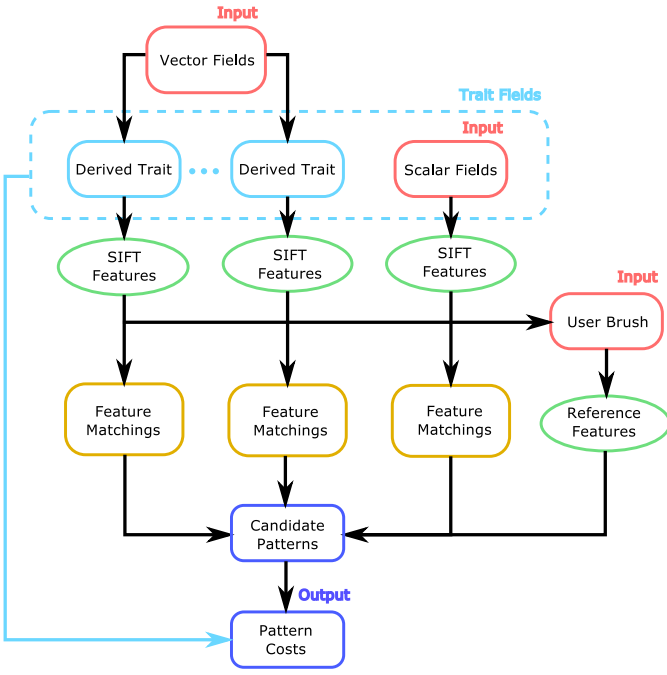 Input
Vector Fields
Trait Fields
Input
Derived Trait
Derived Trait
Scalar Fields
SIFT
Features
SIFT
Features
SIFT
Features
Input
User Brush
Feature
Matchings
Feature
Matchings
Feature
Matchings
Reference
Features
Candidate
Patterns
Output
Pattern
Costs